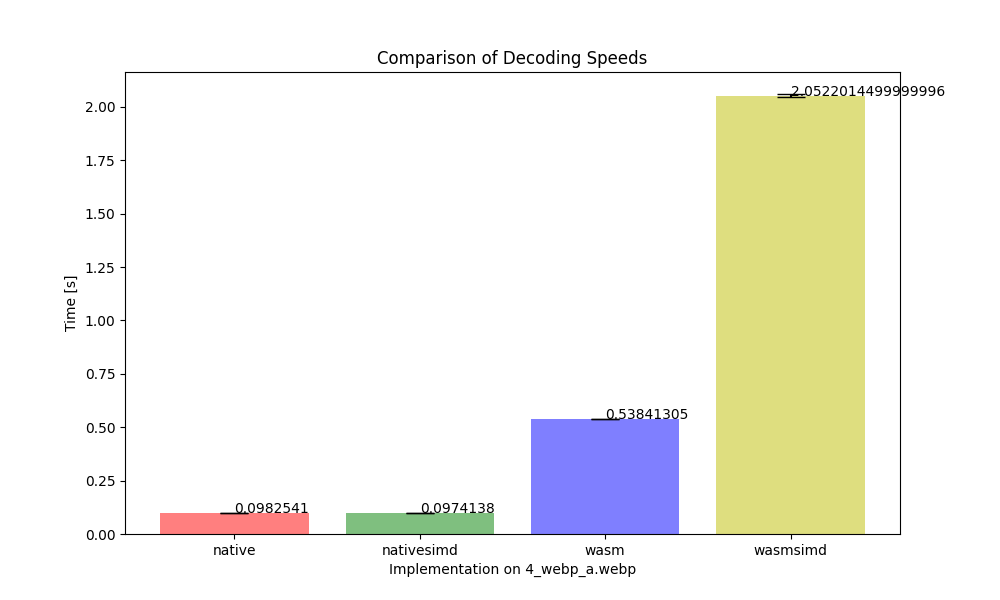 Comparison of Decoding Speeds
2.00
1.75
1.50
1.25
1.00
0.75
0.50
0.25
0.00
Time [s]
0.0982541
0.0974138
0.53841305
2.0522014499999996
native
nativesimd
wasm
wasmsimd
Implementation on 4_webp_a.webp